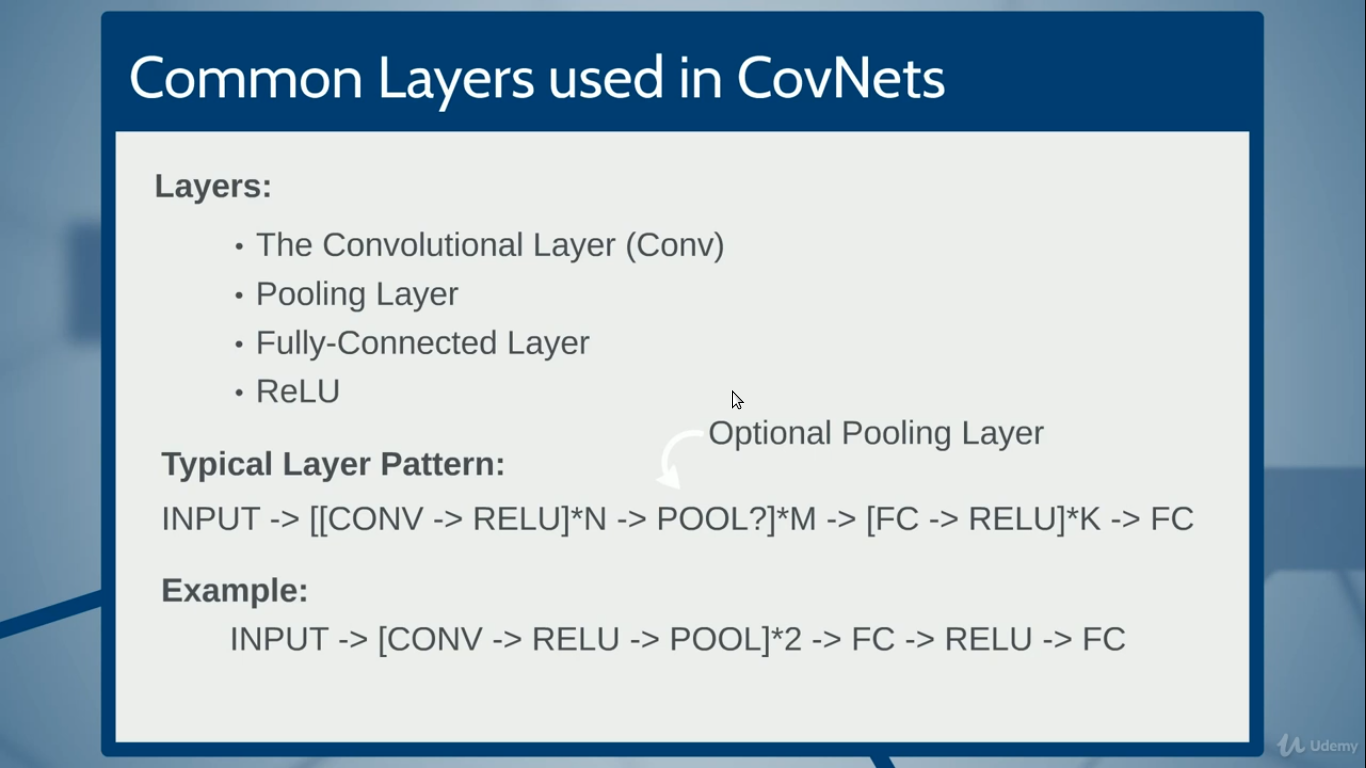 Common Layers used in CovNets
Layers:
• The Convolutional Layer (Conv)
• Pooling Layer
• Fully-Connected Layer
• ReLU
Optional Pooling Layer
Typical Layer Pattern:
INPUT -> [[CONV -> RELU]*N -> POOL?]*M -> [FC -> RELU]*K -> FC
Example:
INPUT -> [CONV -> RELU -> POOL]*2 -> FC -> RELU -> FC
Udemy